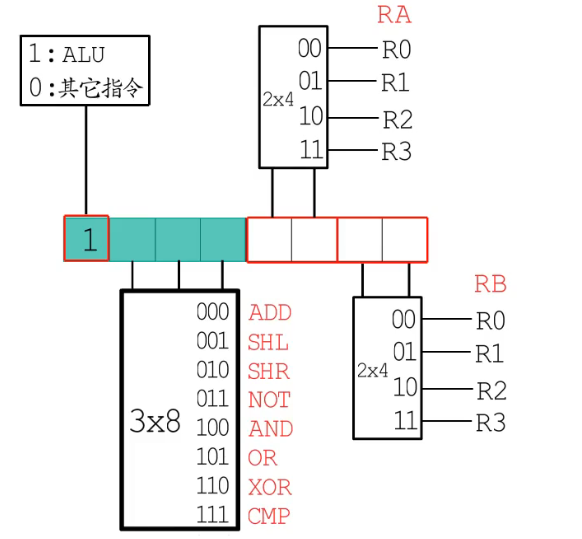 RA
1:ALU
0:其它指令
2x4
00 R0
01 R1
10 R2
11 R3
1
3x8
000 ADD
001 SHL
010 SHR
011 NOT
100 AND
101 OR
110 XOR
111 CMP
RB
2x4
00 R0
01 R1
10 R2
11 R3